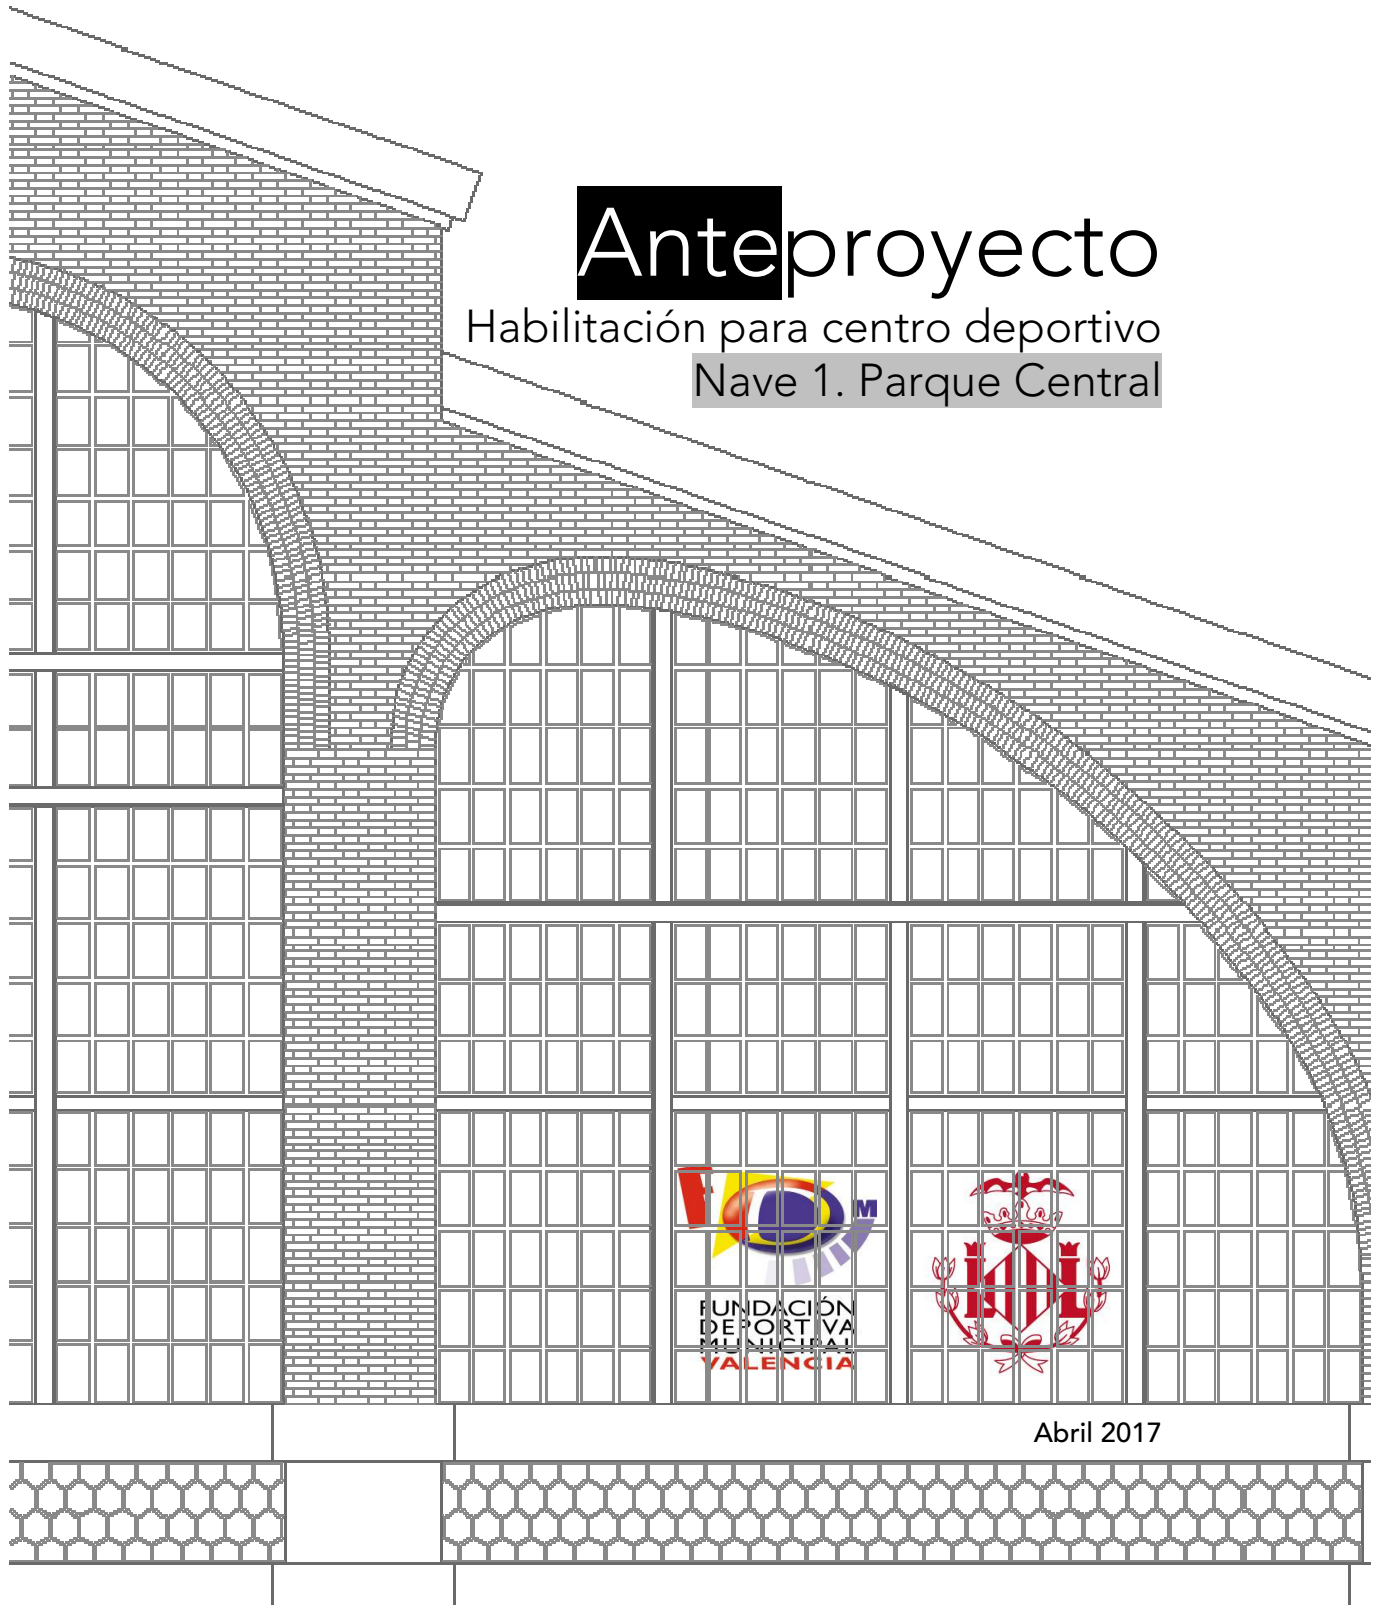 Anteproyecto
Habilitación para centro deportivo
Nave 1. Parque Central
M
FUNDACIÓN
DEPORTIVA
MUNICIPAL
VALENCIA
Abril 2017